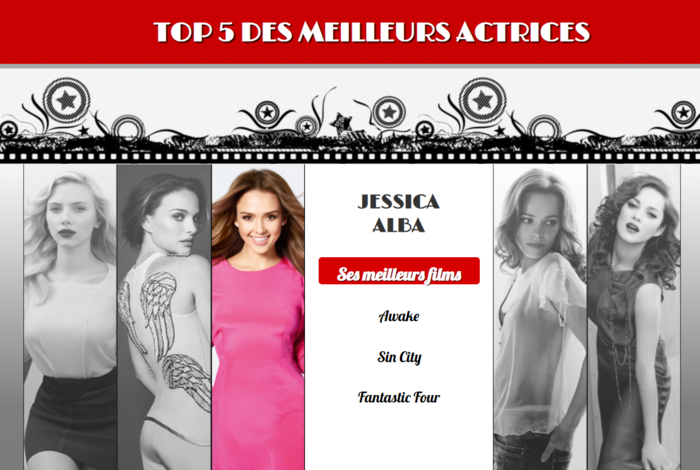 TOP 5 DES MEILLEURS ACTRICES
JESSICA
ALBA
Ses meilleurs films
Awake
Sin City
Fantastic Four